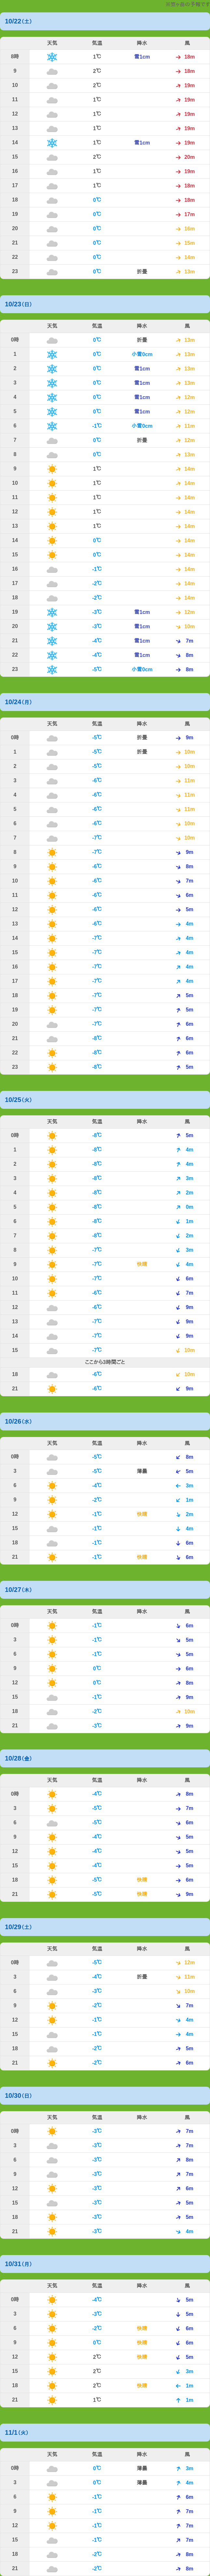 10/22(土)
天気 気温 降水 風
8時 1℃ 雪1cm 18m
9 2℃ 18m
10 2℃ 19m
11 1℃ 19m
12 1℃ 19m
13 1℃ 19m
14 1℃ 雪1cm 19m
15 2℃ 20m
16 1℃ 19m
17 1℃ 18m
18 0℃ 18m
19 0℃ 17m
20 0℃ 16m
21 0℃ 15m
22 0℃ 14m
23 0℃ 折曇 13m
10/23(日)
天気 気温 降水 風
0時 0℃ 折曇 13m
1 0℃ 小雪0cm 13m
2 0℃ 雪1cm 13m
3 0℃ 雪1cm 13m
4 0℃ 雪1cm 12m
5 0℃ 雪1cm 12m
6 -1℃ 小雪0cm 11m
7 0℃ 折曇 12m
8 0℃ 13m
9 1℃ 14m
10 1℃ 14m
11 1℃ 14m
12 1℃ 14m
13 1℃ 14m
14 0℃ 14m
15 0℃ 14m
16 -1℃ 14m
17 -2℃ 14m
18 -2℃ 14m
19 -3℃ 雪1cm 12m
20 -3℃ 雪1cm 10m
21 -4℃ 雪1cm 7m
22 -4℃ 雪1cm 8m
23 -5℃ 小雪0cm 8m
10/24(月)
天気 気温 降水 風
0時 -5℃ 折曇 9m
1 -5℃ 折曇 10m
2 -5℃ 10m
3 -6℃ 11m
4 -6℃ 11m
5 -6℃ 11m
6 -6℃ 10m
7 -7℃ 10m
8 -7℃ 9m
9 -6℃ 8m
10 -6℃ 7m
11 -6℃ 6m
12 -6℃ 5m
13 -6℃ 4m
14 -7℃ 4m
15 -7℃ 4m
16 -7℃ 4m
17 -7℃ 4m
18 -7℃ 5m
19 -7℃ 5m
20 -7℃ 6m
21 -8℃ 6m
22 -8℃ 6m
23 -8℃ 5m
10/25(火)
天気 気温 降水 風
0時 -8℃ 5m
1 -8℃ 4m
2 -8℃ 4m
3 -8℃ 3m
4 -8℃ 2m
5 -8℃ 0m
6 -8℃ 1m
7 -8℃ 2m
8 -7℃ 3m
9 -7℃ 快晴 4m
10 -7℃ 6m
11 -6℃ 7m
12 -6℃ 9m
13 -7℃ 9m
14 -7℃ 9m
15 -7℃ 10m
ここから3時間ごと
18 -6℃ 10m
21 -6℃ 9m
10/26(水)
天気 気温 降水 風
0時 -5℃ 8m
3 -5℃ 薄曇 5m
6 -4℃ 3m
9 -2℃ 1m
12 -1℃ 快晴 2m
15 -1℃ 4m
18 -1℃ 6m
21 -1℃ 快晴 6m
10/27(木)
天気 気温 降水 風
0時 -1℃ 6m
3 -1℃ 5m
6 -1℃ 5m
9 0℃ 6m
12 0℃ 8m
15 -1℃ 9m
18 -2℃ 10m
21 -3℃ 9m
10/28(金)
天気 気温 降水 風
0時 -4℃ 8m
3 -5℃ 7m
6 -5℃ 6m
9 -4℃ 5m
12 -4℃ 5m
15 -4℃ 5m
18 -5℃ 快晴 6m
21 -5℃ 快晴 9m
10/29(土)
天気 気温 降水 風
0時 -5℃ 12m
3 -4℃ 折曇 11m
6 -3℃ 10m
9 -2℃ 7m
12 -1℃ 4m
15 -1℃ 4m
18 -2℃ 5m
21 -2℃ 6m
10/30(日)
天気 気温 降水 風
0時 -3℃ 7m
3 -3℃ 7m
6 -3℃ 8m
9 -3℃ 7m
12 -3℃ 6m
15 -3℃ 5m
18 -3℃ 5m
21 -3℃ 4m
10/31(月)
天気 気温 降水 風
0時 -4℃ 5m
3 -3℃ 5m
6 -2℃ 快晴 6m
9 0℃ 快晴 6m
12 2℃ 快晴 5m
15 2℃ 3m
18 2℃ 快晴 1m
21 1℃ 1m
11/1(火)
天気 気温 降水 風
0時 0℃ 薄曇 3m
3 0℃ 薄曇 4m
6 -1℃ 6m
9 -1℃ 7m
12 -1℃ 7m
15 -1℃ 7m
18 -2℃ 8m
21 -2℃ 8m